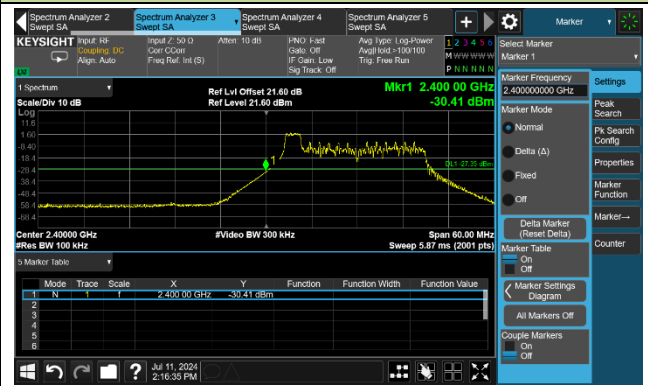 Spectrum Analyzer 2
Swept SA
Spectrum Analyzer 3
Swept SA
Spectrum Analyzer 4
Swept SA
Spectrum Analyzer 5
Swept SA
+
Marker
KEYSIGHT
Input: RF
Coupling: DC
Align: Auto
Input Z: 50 Ω
Corr CCorr
Freq Ref: Int (S)
Atten: 10 dB
PNO: Fast
Gate: Off
IF Gain: Low
Sig Track: Off
Avg Type: Log-Power
Avg|Hold:>100/100
Trig: Free Run
1 2 3 4 5 6
M W W W W W
P N N N N N
Select Marker
Marker 1
LXI
1 Spectrum
Scale/Div 10 dB
Ref Lvl Offset 21.60 dB
Ref Level 21.60 dBm
Mkr1 2.400 00 GHz
-30.41 dBm
Log
11.6
1.60
-8.40
-18.4
-28.4
-38.4
-48.4
-58.4
-68.4
1
DL1 -27.35 dBm
Center 2.40000 GHz
#Res BW 100 kHz
#Video BW 300 kHz
Span 60.00 MHz
Sweep 5.87 ms (2001 pts)
5 Marker Table
Mode Trace Scale X Y Function Function Width Function Value
1 N 1 f 2.400 00 GHz -30.41 dBm
2
3
4
5
6
Marker Frequency
2.400000000 GHz
Marker Mode
Normal
Delta (Δ)
Fixed
Off
Delta Marker
(Reset Delta)
Marker Table
On
Off
Marker Settings
Diagram
All Markers Off
Couple Markers
On
Off
Settings
Peak
Search
Pk Search
Config
Properties
Marker
Function
Marker→
Counter
?
Jul 11, 2024
2:16:35 PM